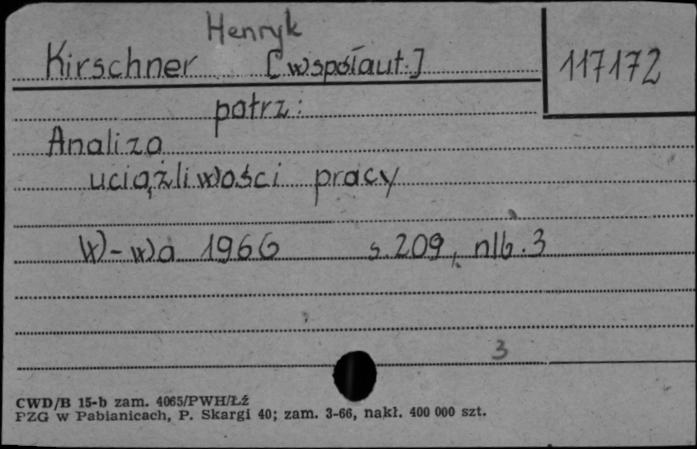 Henryk
Kirschner [współaut.] 117172
patrz:
Analiza
uciążliwości pracy
W-wa 1966 s. 209, nlb. 3
3
CWD/B 15-b zam. 4065/PWH/Łź
PZG w Pabianicach, P. Skargi 40; zam. 3-66, nakł. 400 000 szt.